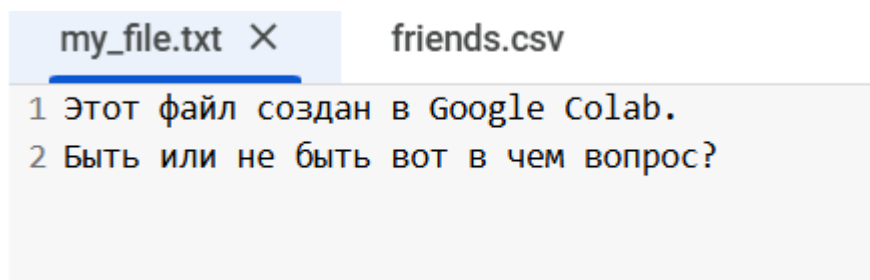 my_file.txt × friends.csv
1 Этот файл создан в Google Colab.
2 Быть или не быть вот в чем вопрос?